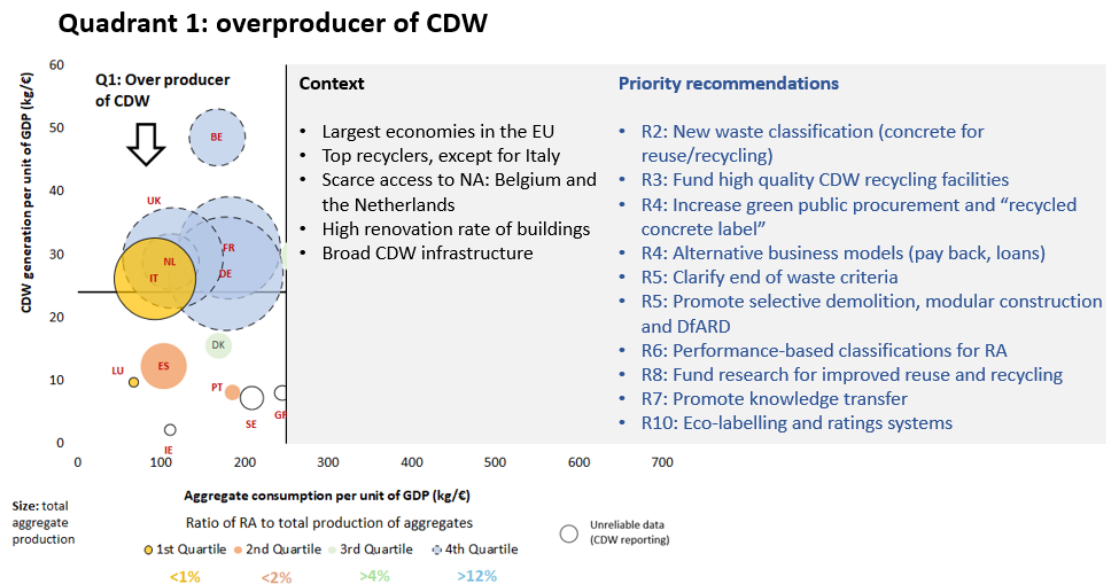 Quadrant 1: overproducer of CDW
CDW generation per unit of GDP (kg/€)
60
50
40
30
20
10
0
Q1: Over producer
of CDW
BE
UK
FR
NL
IT
DE
DK
LU
ES
PT
SE
GR
IE
0
100
200
300
400
500
600
700
Context
• Largest economies in the EU
• Top recyclers, except for Italy
• Scarce access to NA: Belgium and
the Netherlands
• High renovation rate of buildings
• Broad CDW infrastructure
Priority recommendations
• R2: New waste classification (concrete for
reuse/recycling)
• R3: Fund high quality CDW recycling facilities
• R4: Increase green public procurement and “recycled
concrete label”
• R4: Alternative business models (pay back, loans)
• R5: Clarify end of waste criteria
• R5: Promote selective demolition, modular construction
and DfARD
• R6: Performance-based classifications for RA
• R8: Fund research for improved reuse and recycling
• R7: Promote knowledge transfer
• R10: Eco-labelling and ratings systems
Aggregate consumption per unit of GDP (kg/€)
Size: total
aggregate
production
Ratio of RA to total production of aggregates
1st Quartile 2nd Quartile 3rd Quartile 4th Quartile
<1% <2% >4% >12%
Unreliable data
(CDW reporting)